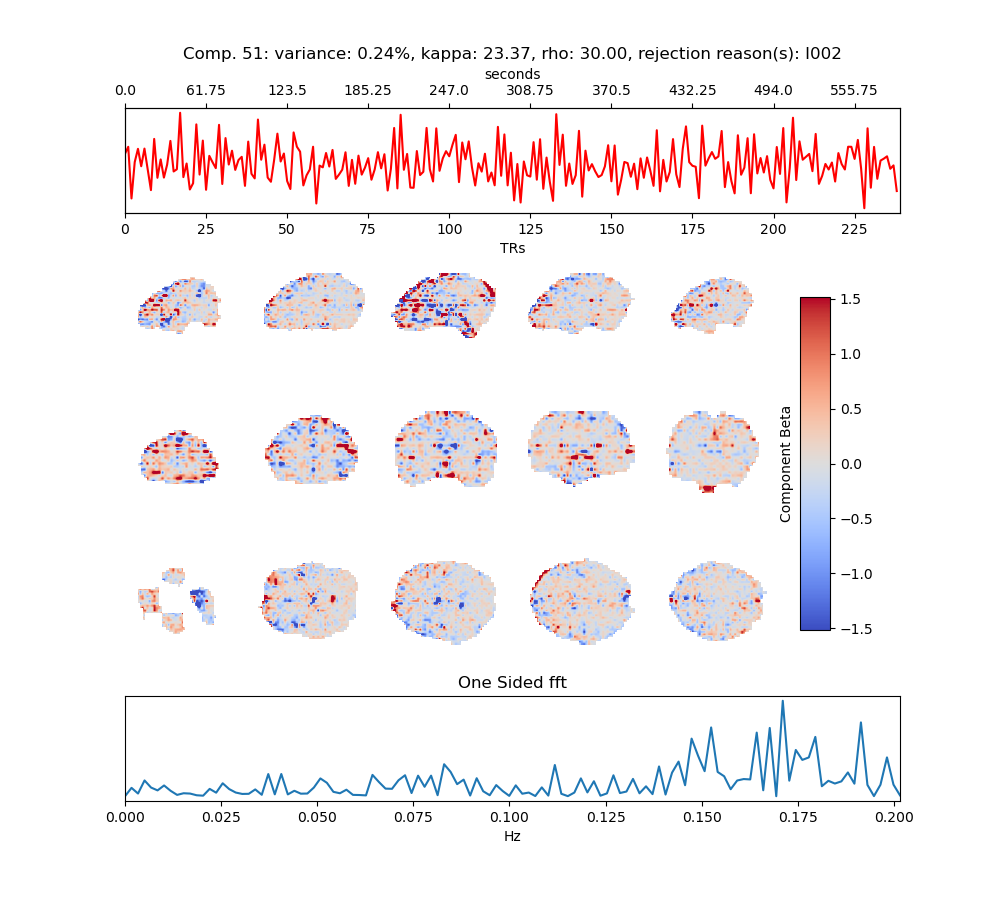 Comp. 51: variance: 0.24%, kappa: 23.37, rho: 30.00, rejection reason(s): I002
seconds
0.0 61.75 123.5 185.25 247.0 308.75 370.5 432.25 494.0 555.75
0 25 50 75 100 125 150 175 200 225
TRs
1.5
1.0
0.5
0.0
−0.5
−1.0
−1.5
Component Beta
One Sided fft
0.000 0.025 0.050 0.075 0.100 0.125 0.150 0.175 0.200
Hz